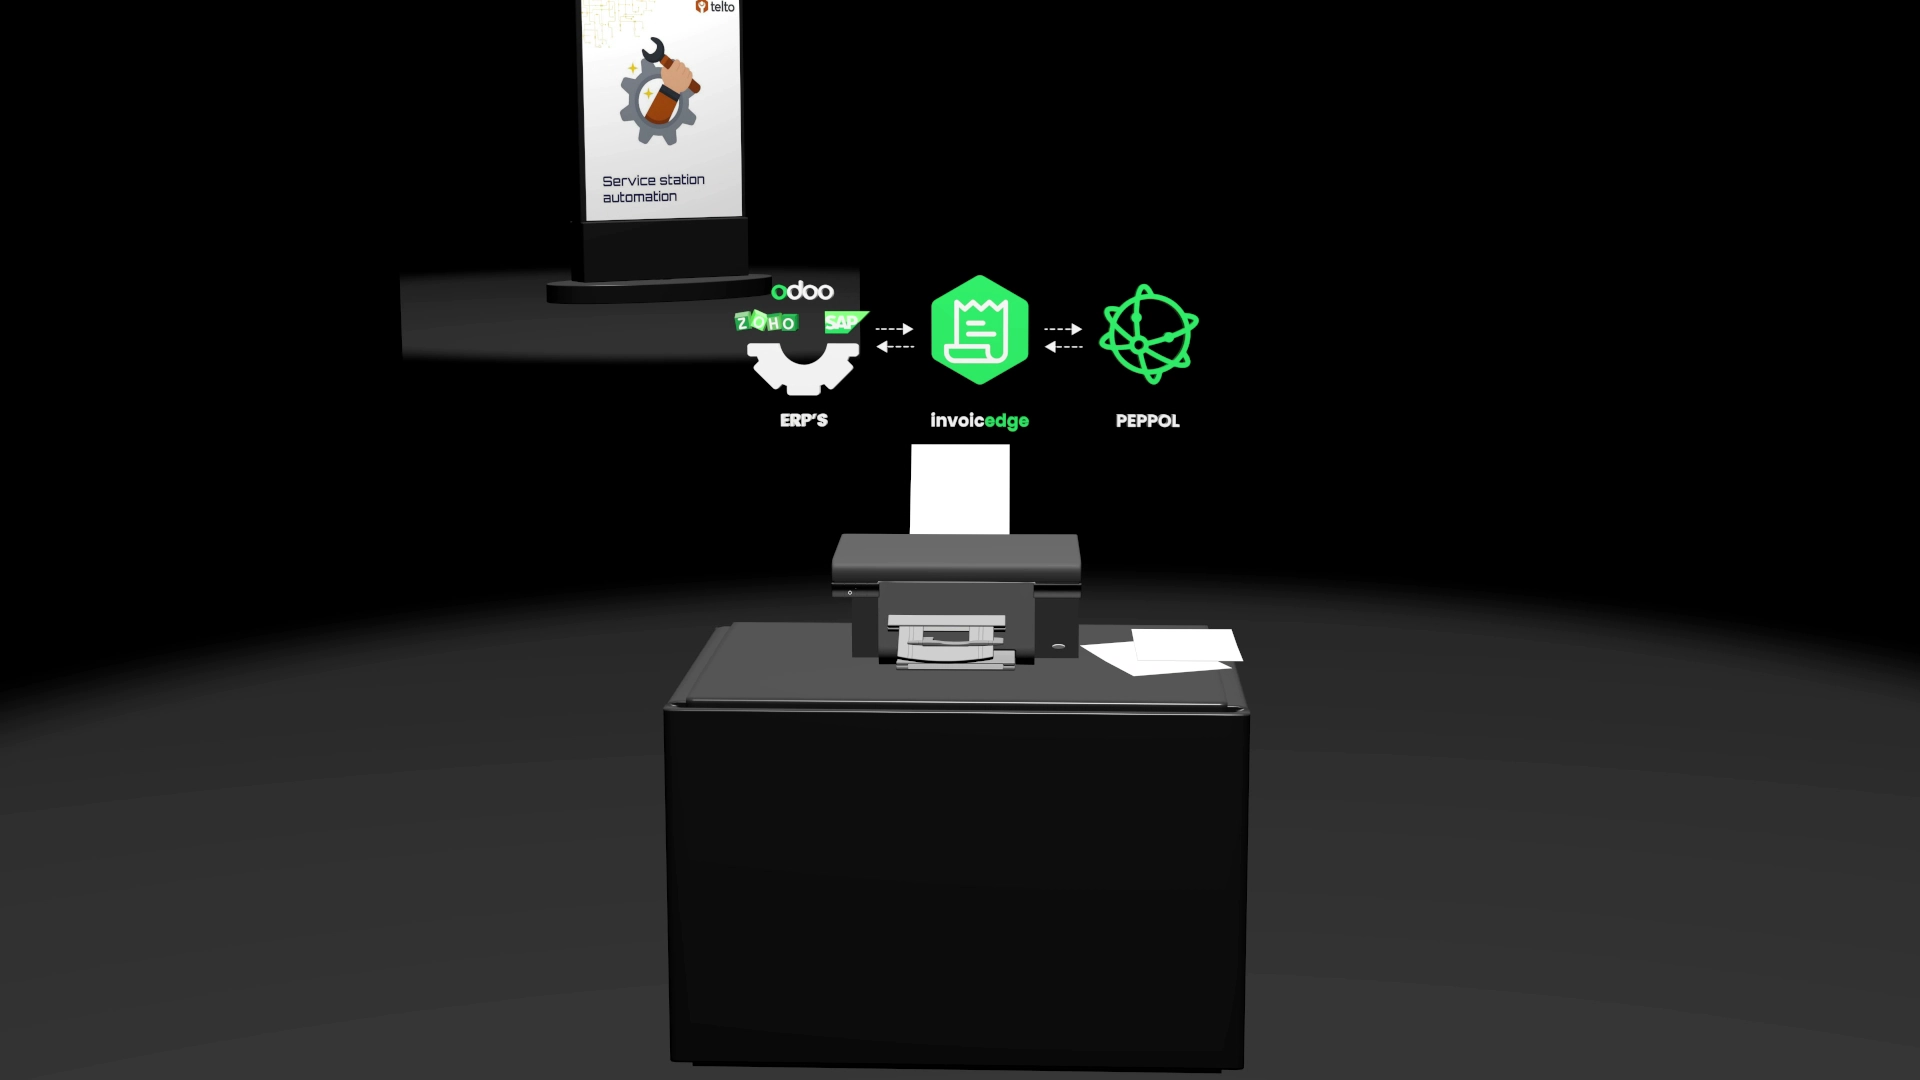 telto
Service station
automation
odoo
ZOHO
SAP
ERP'S
invoicedge
PEPPOL